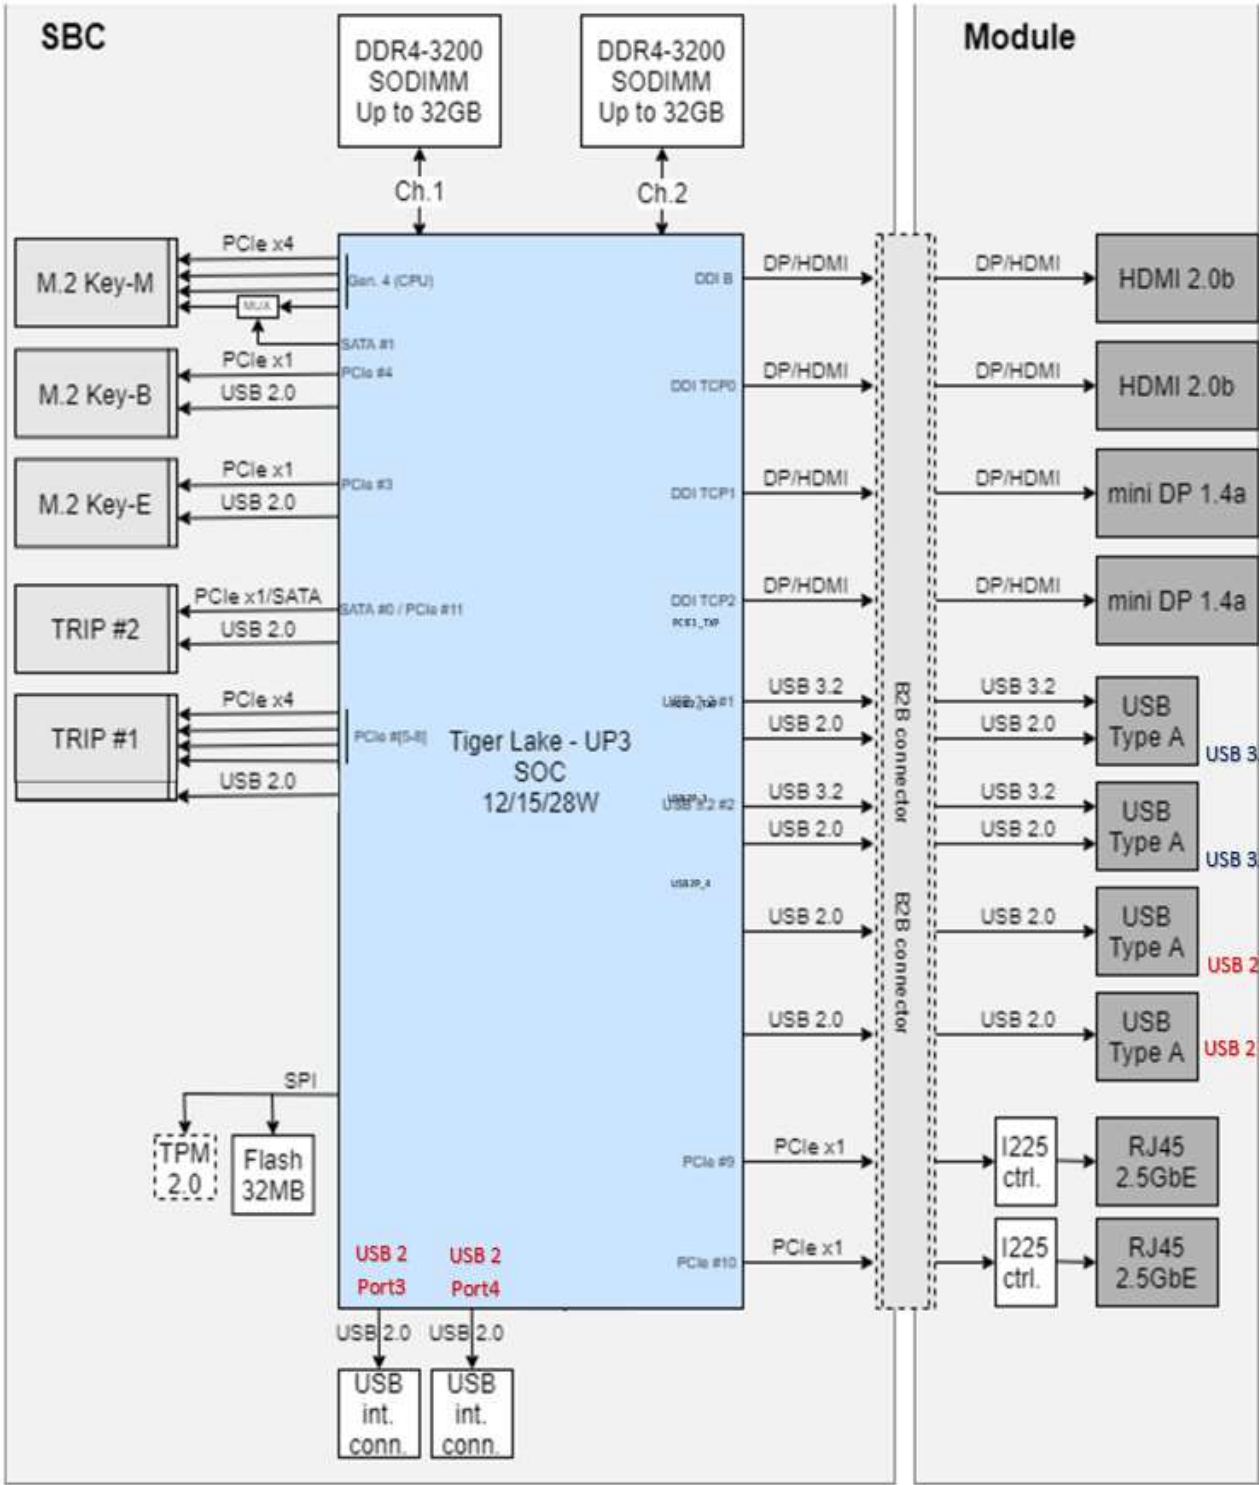 SBC
Module
DDR4-3200
SODIMM
Up to 32GB
DDR4-3200
SODIMM
Up to 32GB
Ch.1
Ch.2
M.2 Key-M
PCIe x4
MUX
Gen. 4 (CPU)
SATA #1
M.2 Key-B
PCIe x1
USB 2.0
PCIe #4
M.2 Key-E
PCIe x1
USB 2.0
PCIe #3
TRIP #2
PCIe x1/SATA
USB 2.0
SATA #0 / PCIe #11
TRIP #1
PCIe x4
USB 2.0
PCIe #[5-8]
Tiger Lake - UP3
SOC
12/15/28W
DDI B
DP/HDMI
DP/HDMI
HDMI 2.0b
DDI TCP0
DP/HDMI
DP/HDMI
HDMI 2.0b
DDI TCP1
DP/HDMI
DP/HDMI
mini DP 1.4a
DDI TCP2
DP/HDMI
DP/HDMI
mini DP 1.4a
USB 3.2
USB 2.0
USB 3.2
USB 2.0
USB
Type A
USB 3
USB 3.2 #2
USB 3.2
USB 2.0
USB 3.2
USB 2.0
USB
Type A
USB 3
USB2P_4
USB 2.0
USB 2.0
USB
Type A
USB 2
USB 2.0
USB 2.0
USB
Type A
USB 2
B2B connector
B2B connector
SPI
TPM
2.0
Flash
32MB
PCIe #9
PCIe x1
I225
ctrl.
RJ45
2.5GbE
PCIe #10
PCIe x1
I225
ctrl.
RJ45
2.5GbE
USB 2
Port3
USB 2
Port4
USB 2.0
USB 2.0
USB
int.
conn.
USB
int.
conn.